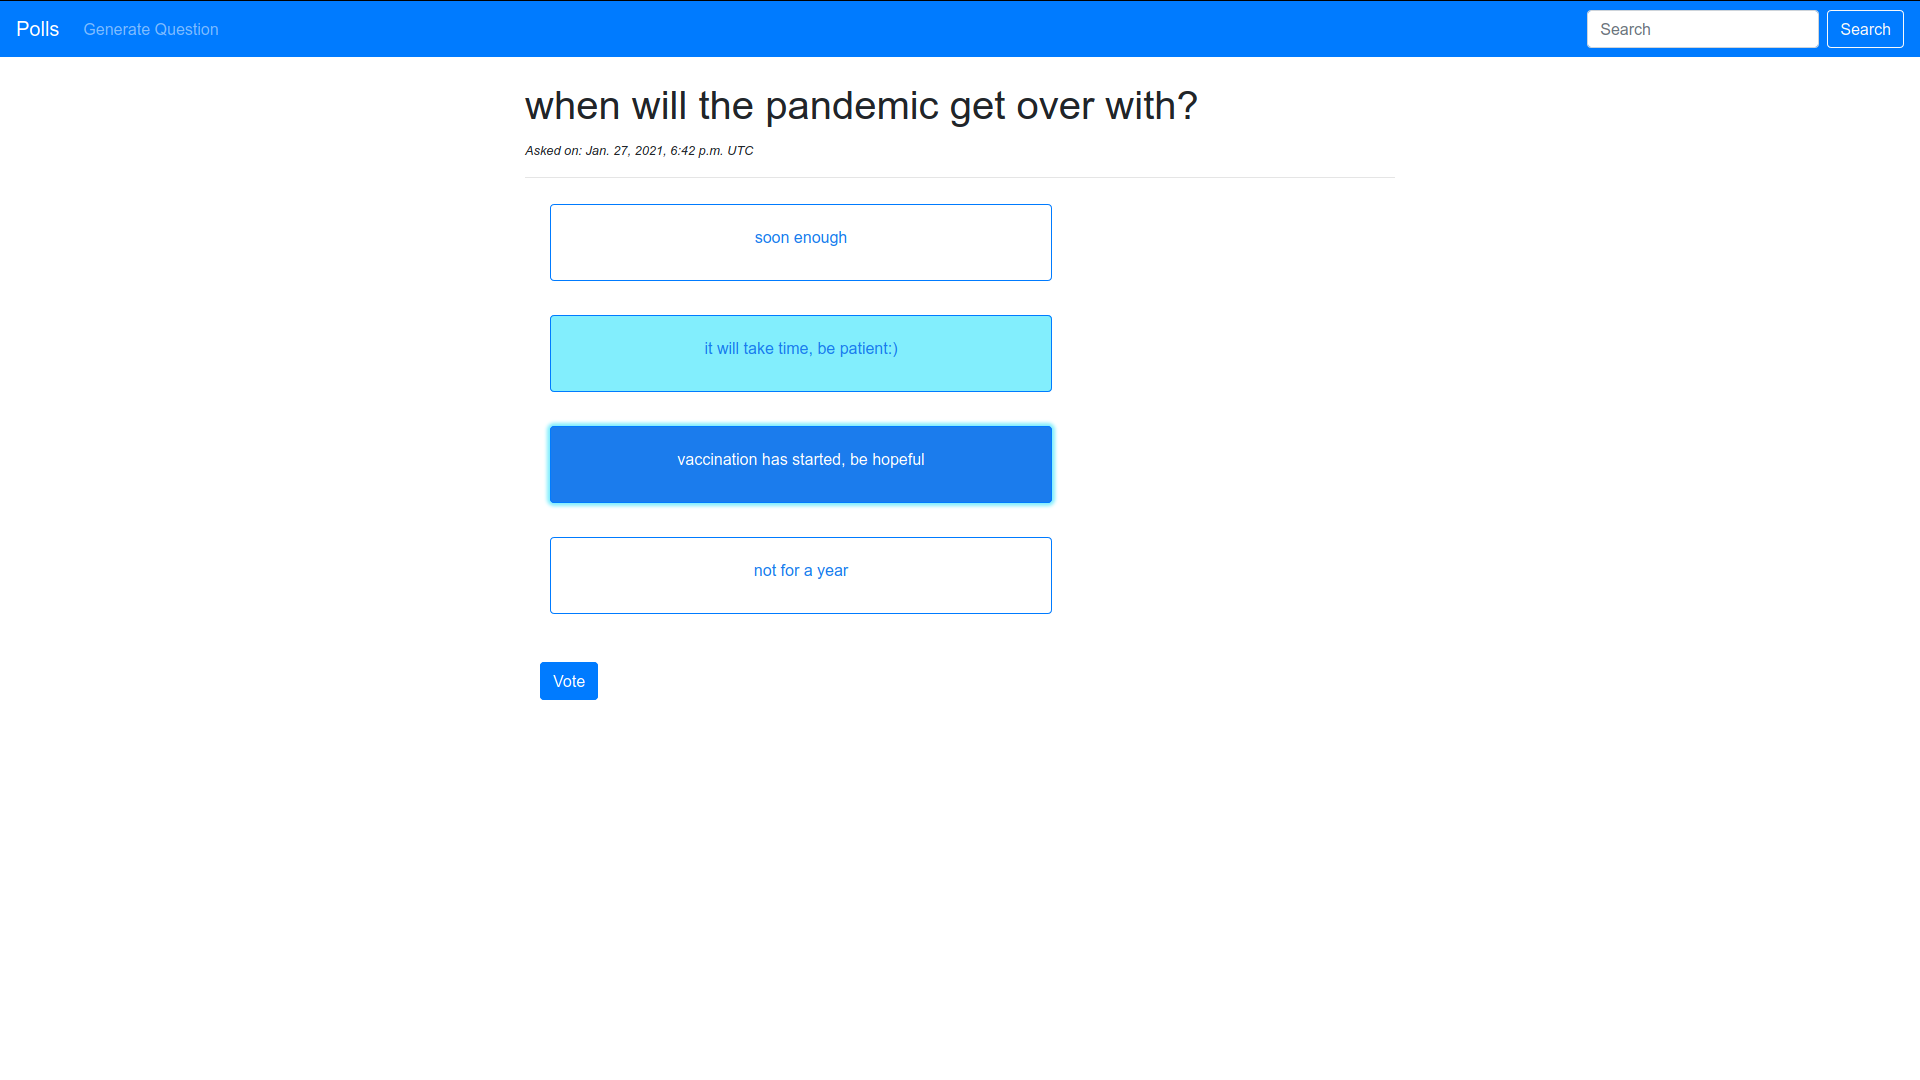 Polls Generate Question Search Search
when will the pandemic get over with?
Asked on: Jan. 27, 2021, 6:42 p.m. UTC
soon enough
it will take time, be patient:)
vaccination has started, be hopeful
not for a year
Vote